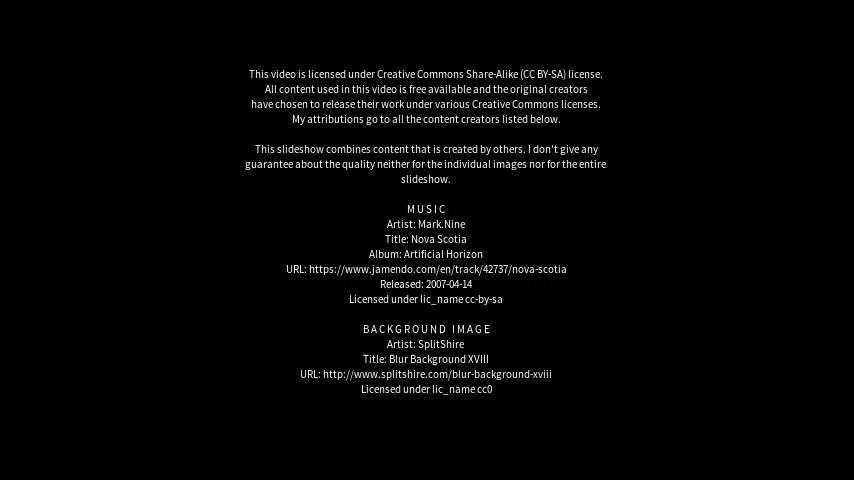 This video is licensed under Creative Commons Share-Alike (CC BY-SA) license.
All content used in this video is free available and the original creators
have chosen to release their work under various Creative Commons licenses.
My attributions go to all the content creators listed below.
This slideshow combines content that is created by others. I don't give any
guarantee about the quality neither for the individual images nor for the entire
slideshow.
MUSIC
Artist: Mark.Nine
Title: Nova Scotia
Album: Artificial Horizon
URL: https://www.jamendo.com/en/track/42737/nova-scotia
Released: 2007-04-14
Licensed under lic_name cc-by-sa
BACKGROUND IMAGE
Artist: SplitShire
Title: Blur Background XVIII
URL: http://www.splitshire.com/blur-background-xviii
Licensed under lic_name cc0